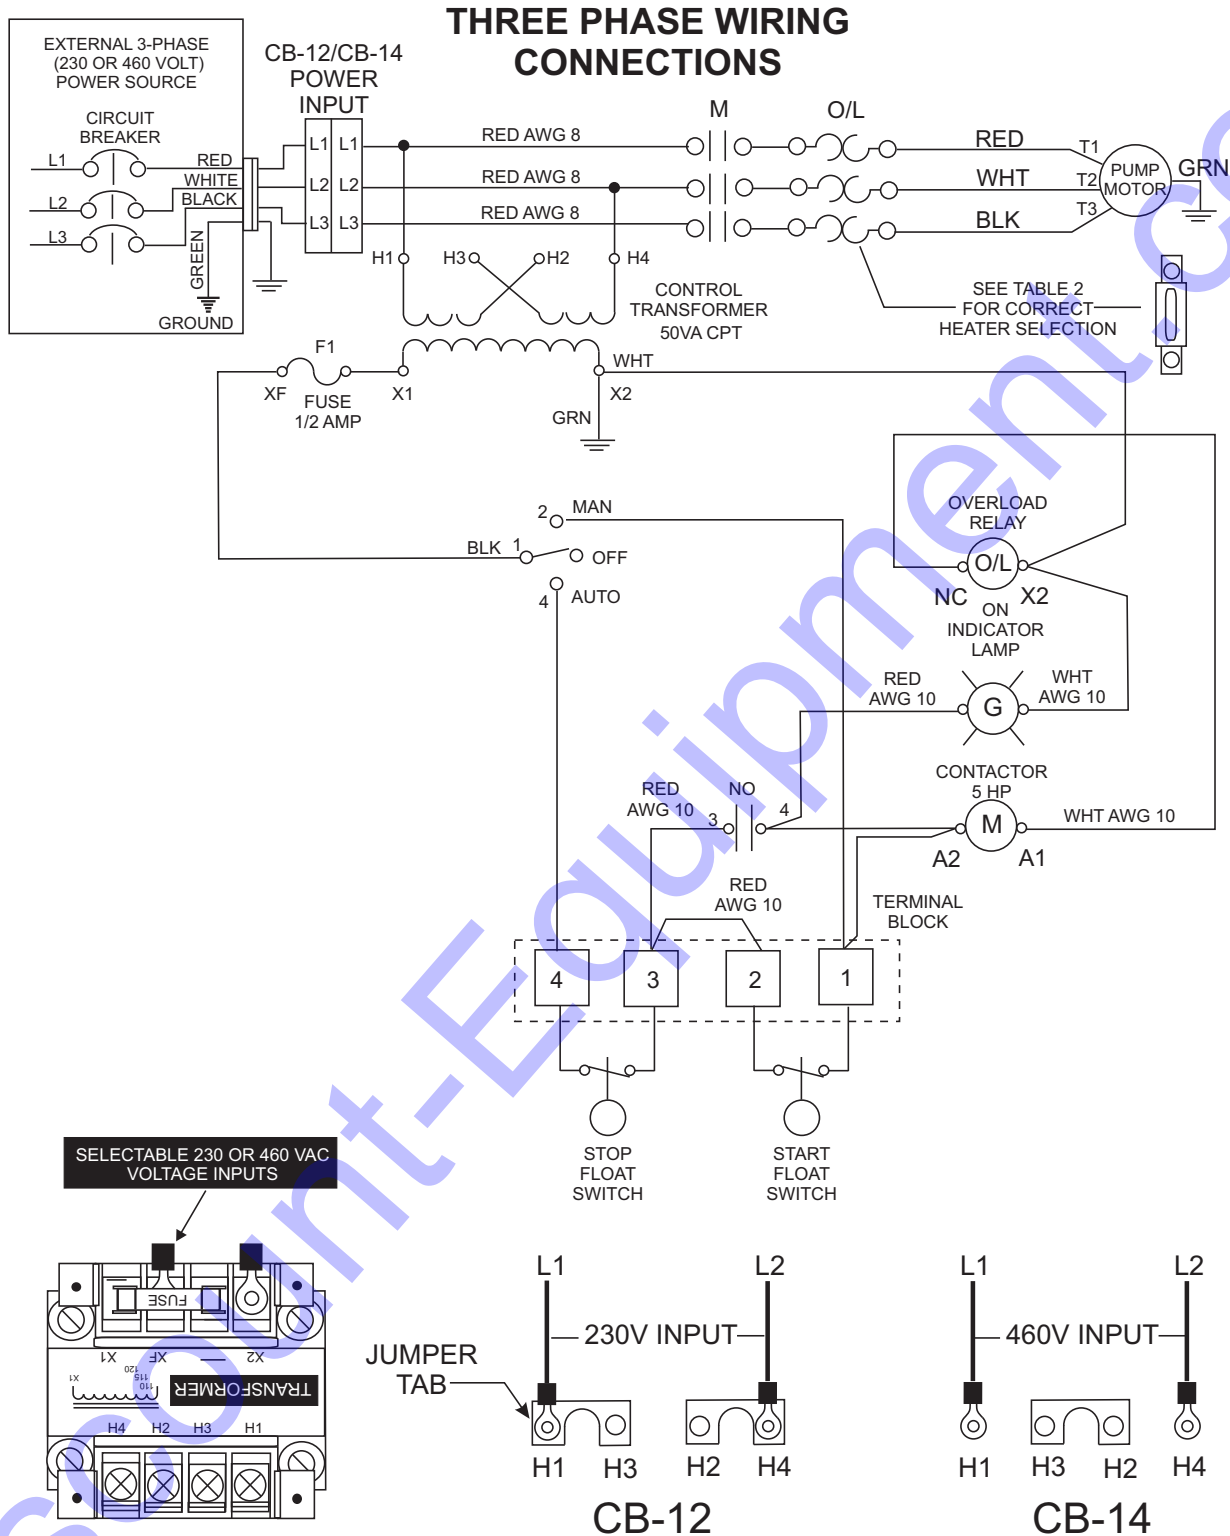 THREE PHASE WIRING
CONNECTIONS
EXTERNAL 3-PHASE
(230 OR 460 VOLT)
POWER SOURCE
CIRCUIT
BREAKER
L1
L2
L3
RED
WHITE
BLACK
GREEN
GROUND
CB-12/CB-14
POWER
INPUT
L1 L1
L2 L2
L3 L3
RED AWG 8
RED AWG 8
RED AWG 8
M
O/L
RED
WHT
BLK
T1
T2
T3
PUMP
MOTOR
GRN
H1
H3
H2
H4
CONTROL
TRANSFORMER
50VA CPT
SEE TABLE 2
FOR CORRECT
HEATER SELECTION
F1
XF
FUSE
1/2 AMP
X1
X2
WHT
GRN
2
MAN
BLK
1
OFF
4
AUTO
OVERLOAD
RELAY
O/L
NC
X2
ON
INDICATOR
LAMP
RED
AWG 10
G
WHT
AWG 10
CONTACTOR
5 HP
RED
AWG 10
NO
3
4
M
A2
A1
WHT AWG 10
RED
AWG 10
TERMINAL
BLOCK
4
3
2
1
STOP
FLOAT
SWITCH
START
FLOAT
SWITCH
SELECTABLE 230 OR 460 VAC
VOLTAGE INPUTS
FUSE
X1
XF
X2
X1
120
115
110
TRANSFORMER
H4
H2
H3
H1
JUMPER
TAB
L1
L2
230V INPUT
H1
H3
H2
H4
CB-12
L1
L2
460V INPUT
H1
H3
H2
H4
CB-14
scount-Equipment.c